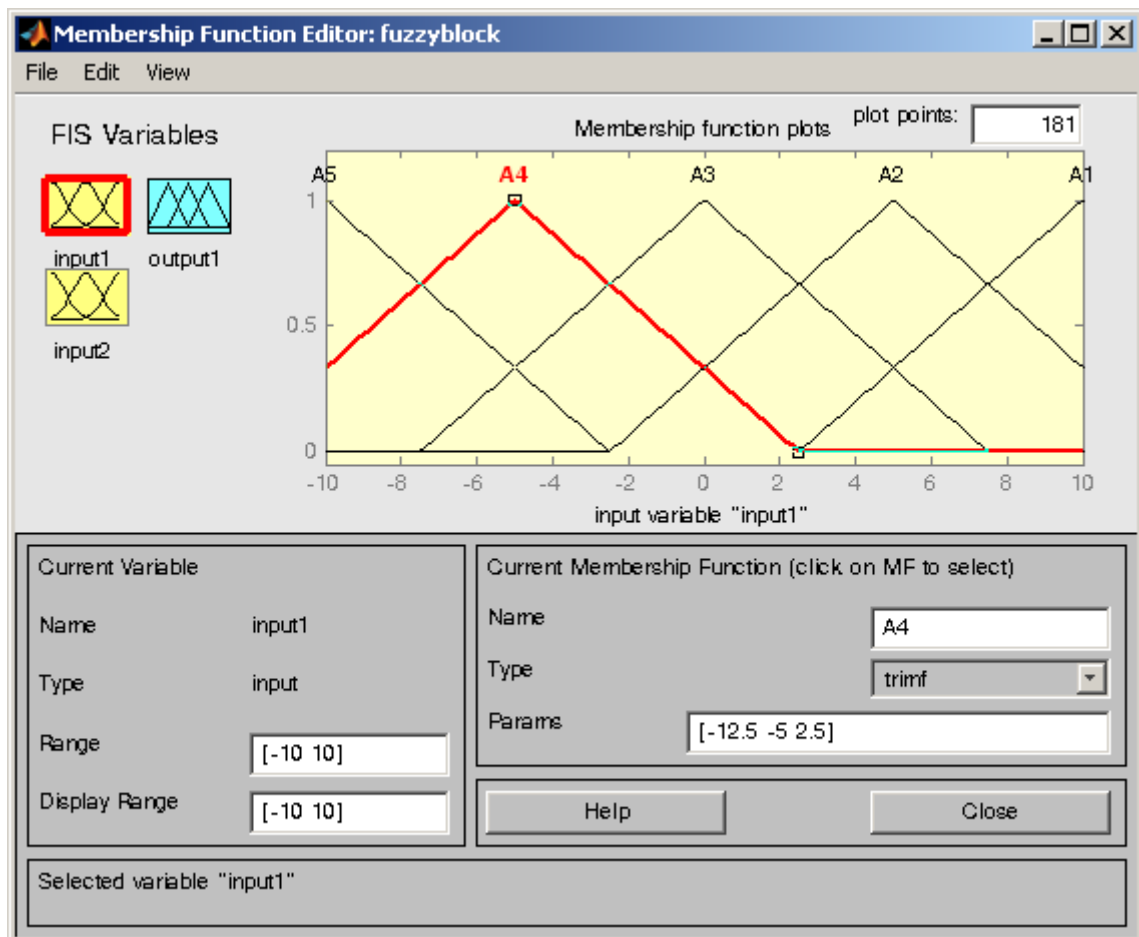 Membership Function Editor: fuzzyblock
File Edit View
FIS Variables
input1
output1
input2
Membership function plots
plot points:
181
A5 A4 A3 A2 A1
1
0.5
0
-10 -8 -6 -4 -2 0 2 4 6 8 10
input variable "input1"
Current Variable
Name input1
Type input
Range [-10 10]
Display Range [-10 10]
Current Membership Function (click on MF to select)
Name A4
Type trimf
Params [-12.5 -5 2.5]
Help Close
Selected variable "input1"